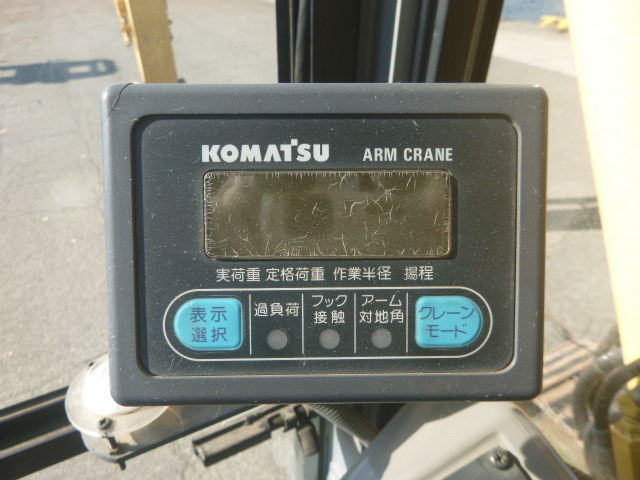 KOMATSU ARM CRANE
実荷重 定格荷重 作業半径 揚程
表示
選択
過負荷
フック
接触
アーム
対地角
クレーン
モード